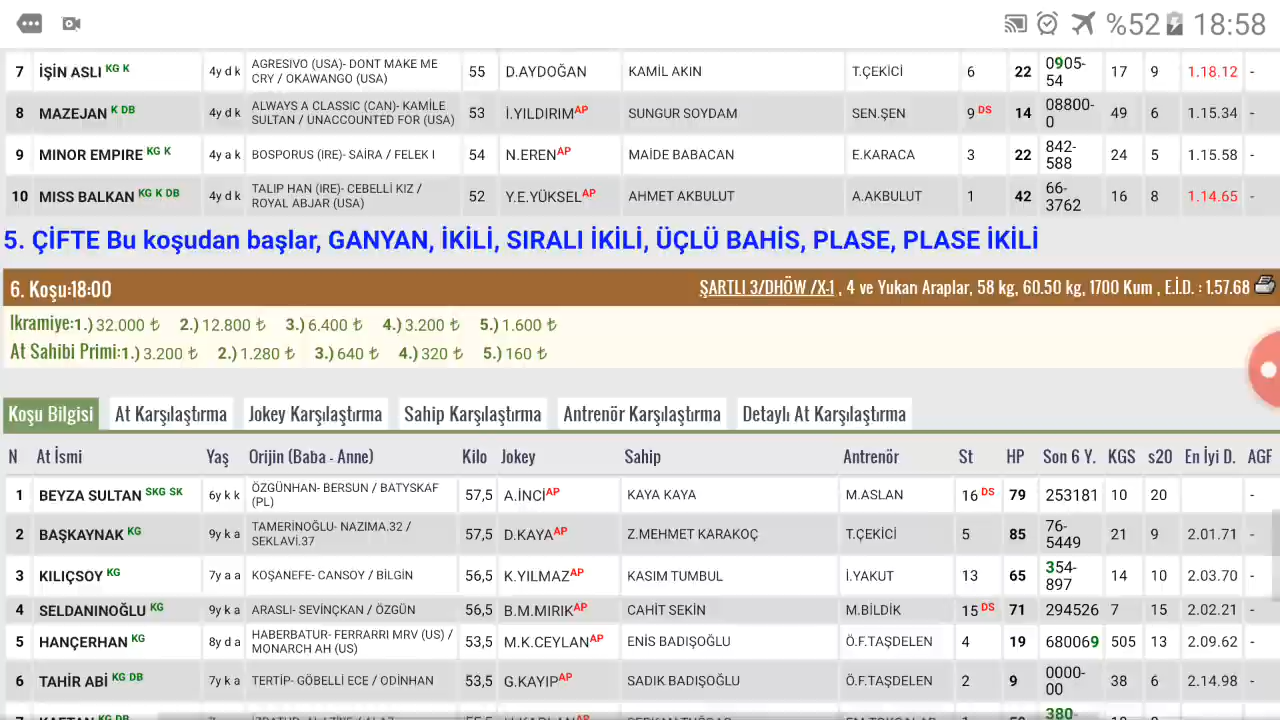 %52 18:58
7 İŞİN ASLI KG K 4y d k AGRESIVO (USA)- DONT MAKE ME CRY / OKAWANGO (USA) 55 D.AYDOĞAN KAMİL AKIN T.ÇEKİCİ 6 22 0905-54 17 9 1.18.12 -
8 MAZEJAN K DB 4y d k ALWAYS A CLASSIC (CAN)- KAMİLE SULTAN / UNACCOUNTED FOR (USA) 53 İ.YILDIRIM AP SUNGUR SOYDAM SEN.ŞEN 9 DS 14 08800-0 49 6 1.15.34 -
9 MINOR EMPIRE KG K 4y a k BOSPORUS (IRE)- SAİRA / FELEK I 54 N.EREN AP MAİDE BABACAN E.KARACA 3 22 842-588 24 5 1.15.58 -
10 MISS BALKAN KG K DB 4y d k TALIP HAN (IRE)- CEBELLİ KIZ / ROYAL ABJAR (USA) 52 Y.E.YÜKSEL AP AHMET AKBULUT A.AKBULUT 1 42 66-3762 16 8 1.14.65 -
5. ÇİFTE Bu koşudan başlar, GANYAN, İKİLİ, SIRALI İKİLİ, ÜÇLÜ BAHİS, PLASE, PLASE İKİLİ
6. Koşu:18:00 ŞARTLI 3/DHÖW /X-1 , 4 ve Yukarı Araplar, 58 kg, 60.50 kg, 1700 Kum , E.İ.D. : 1.57.68
Ikramiye:1.) 32.000 ₺ 2.) 12.800 ₺ 3.) 6.400 ₺ 4.) 3.200 ₺ 5.) 1.600 ₺
At Sahibi Primi:1.) 3.200 ₺ 2.) 1.280 ₺ 3.) 640 ₺ 4.) 320 ₺ 5.) 160 ₺
Koşu Bilgisi At Karşılaştırma Jokey Karşılaştırma Sahip Karşılaştırma Antrenör Karşılaştırma Detaylı At Karşılaştırma
N At İsmi Yaş Orijin (Baba - Anne) Kilo Jokey Sahip Antrenör St HP Son 6 Y. KGS s20 En İyi D. AGF
1 BEYZA SULTAN SKG SK 6y k k ÖZGÜNHAN- BERSUN / BATYSKAF (PL) 57,5 A.İNCİ AP KAYA KAYA M.ASLAN 16 DS 79 253181 10 20 -
2 BAŞKAYNAK KG 9y k a TAMERİNOĞLU- NAZIMA.32 / SEKLAVİ.37 57,5 D.KAYA AP Z.MEHMET KARAKOÇ T.ÇEKİCİ 5 85 76-5449 21 9 2.01.71 -
3 KILIÇSOY KG 7y a a KOŞANEFE- CANSOY / BİLGİN 56,5 K.YILMAZ AP KASIM TUMBUL İ.YAKUT 13 65 354-897 14 10 2.03.70 -
4 SELDANINOĞLU KG 9y k a ARASLI- SEVİNÇKAN / ÖZGÜN 56,5 B.M.MIRIK AP CAHİT SEKİN M.BİLDİK 15 DS 71 294526 7 15 2.02.21 -
5 HANÇERHAN KG 8y d a HABERBATUR- FERRARRI MRV (US) / MONARCH AH (US) 53,5 M.K.CEYLAN AP ENİS BADIŞOĞLU Ö.F.TAŞDELEN 4 19 680069 505 13 2.09.62 -
6 TAHİR ABİ KG DB 7y k a TERTİP- GÖBELLİ ECE / ODİNHAN 53,5 G.KAYIP AP SADIK BADIŞOĞLU Ö.F.TAŞDELEN 2 9 0000-00 38 6 2.14.98 -
380-